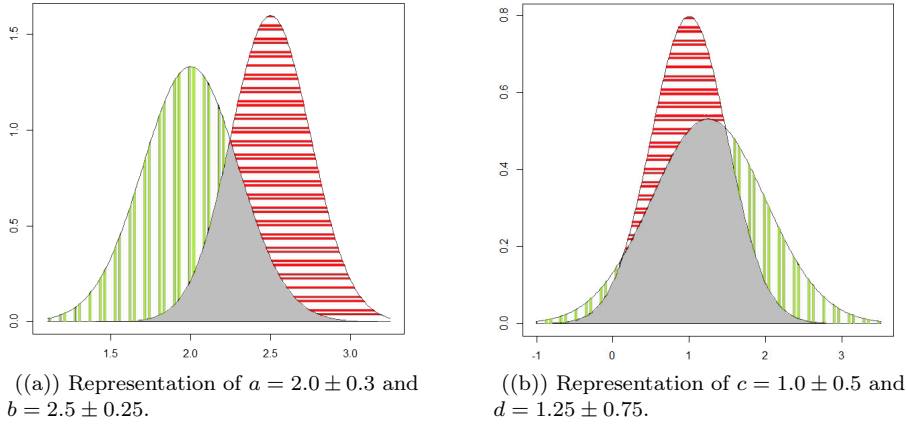 1.5
1.0
0.5
0.0
1.5 2.0 2.5 3.0
((a)) Representation of a = 2.0 ± 0.3 and
b = 2.5 ± 0.25.
0.8
0.6
0.4
0.2
0.0
-1 0 1 2 3
((b)) Representation of c = 1.0 ± 0.5 and
d = 1.25 ± 0.75.